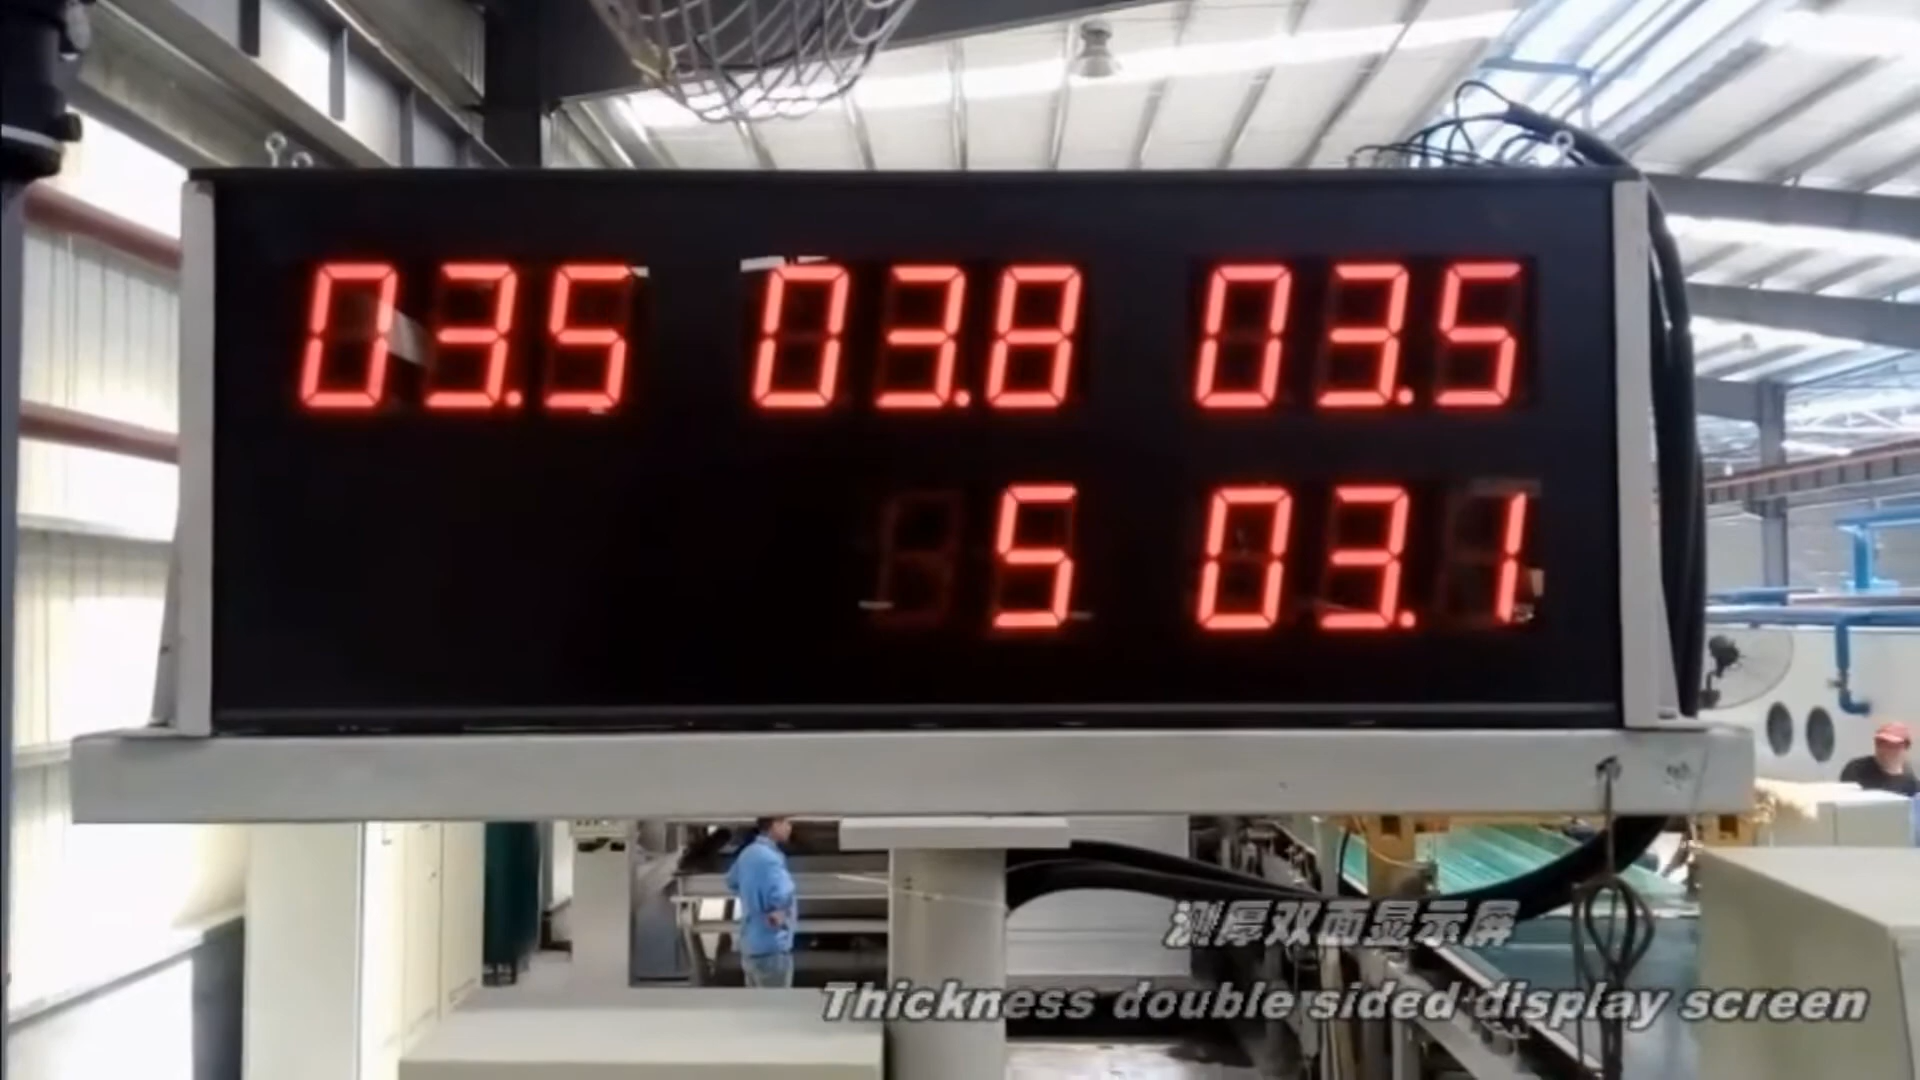 03.5 03.8 03.5
5 03.1
测厚双面显示屏
Thickness double sided display screen